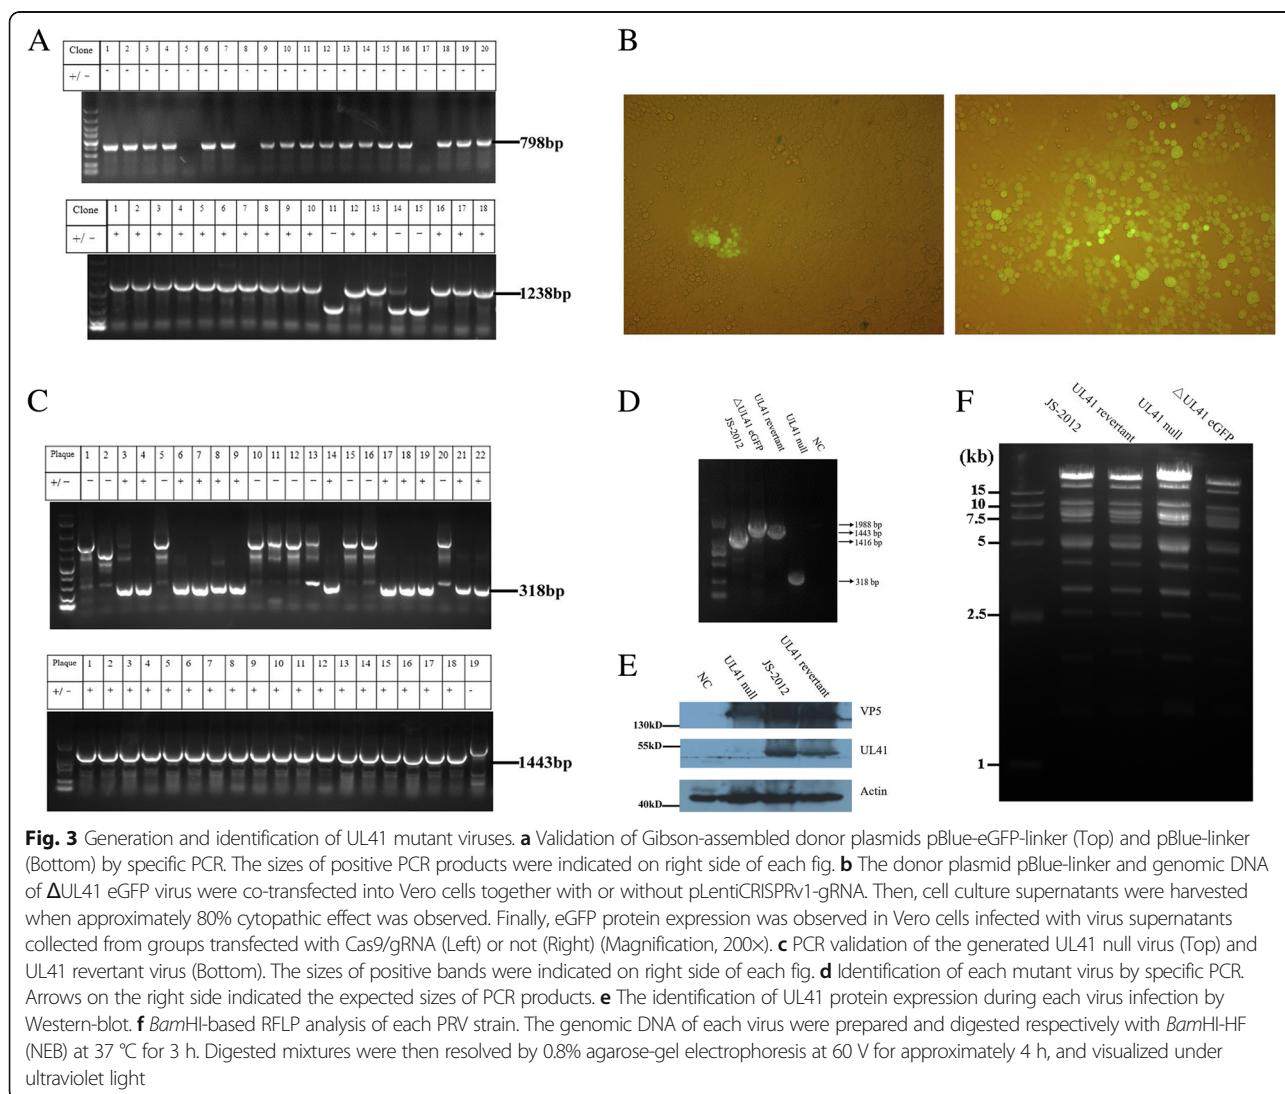 A
Clone 1 2 3 4 5 6 7 8 9 10 11 12 13 14 15 16 17 18 19 20
+/− - - - - - + + - - - - - - - - - - - - -
798bp
Clone 1 2 3 4 5 6 7 8 9 10 11 12 13 14 15 16 17 18
+/− + + + + + + + + + + − + + − − + + +
1238bp
B
C
Plaque 1 2 3 4 5 6 7 8 9 10 11 12 13 14 15 16 17 18 19 20 21 22
+/− − − + + − + + + + − − − − + − − + + + − + +
318bp
Plaque 1 2 3 4 5 6 7 8 9 10 11 12 13 14 15 16 17 18 19
+/− + + + + + + + + + + + + + + + + + + -
1443bp
D
JS-2012
△UL41 eGFP
UL41 revertant
UL41 null
NC
1988 bp
1443 bp
1416 bp
318 bp
E
NC
UL41 null
JS-2012
UL41 revertant
130kD
VP5
55kD
UL41
40kD
Actin
F
JS-2012
UL41 revertant
UL41 null
△UL41 eGFP
(kb)
15
10
7.5
5
2.5
1
Fig. 3 Generation and identification of UL41 mutant viruses. a Validation of Gibson-assembled donor plasmids pBlue-eGFP-linker (Top) and pBlue-linker
(Bottom) by specific PCR. The sizes of positive PCR products were indicated on right side of each fig. b The donor plasmid pBlue-linker and genomic DNA
of ΔUL41 eGFP virus were co-transfected into Vero cells together with or without pLentiCRISPRv1-gRNA. Then, cell culture supernatants were harvested
when approximately 80% cytopathic effect was observed. Finally, eGFP protein expression was observed in Vero cells infected with virus supernatants
collected from groups transfected with Cas9/gRNA (Left) or not (Right) (Magnification, 200×). c PCR validation of the generated UL41 null virus (Top) and
UL41 revertant virus (Bottom). The sizes of positive bands were indicated on right side of each fig. d Identification of each mutant virus by specific PCR.
Arrows on the right side indicated the expected sizes of PCR products. e The identification of UL41 protein expression during each virus infection by
Western-blot. f BamHI-based RFLP analysis of each PRV strain. The genomic DNA of each virus were prepared and digested respectively with BamHI-HF
(NEB) at 37 °C for 3 h. Digested mixtures were then resolved by 0.8% agarose-gel electrophoresis at 60 V for approximately 4 h, and visualized under
ultraviolet light